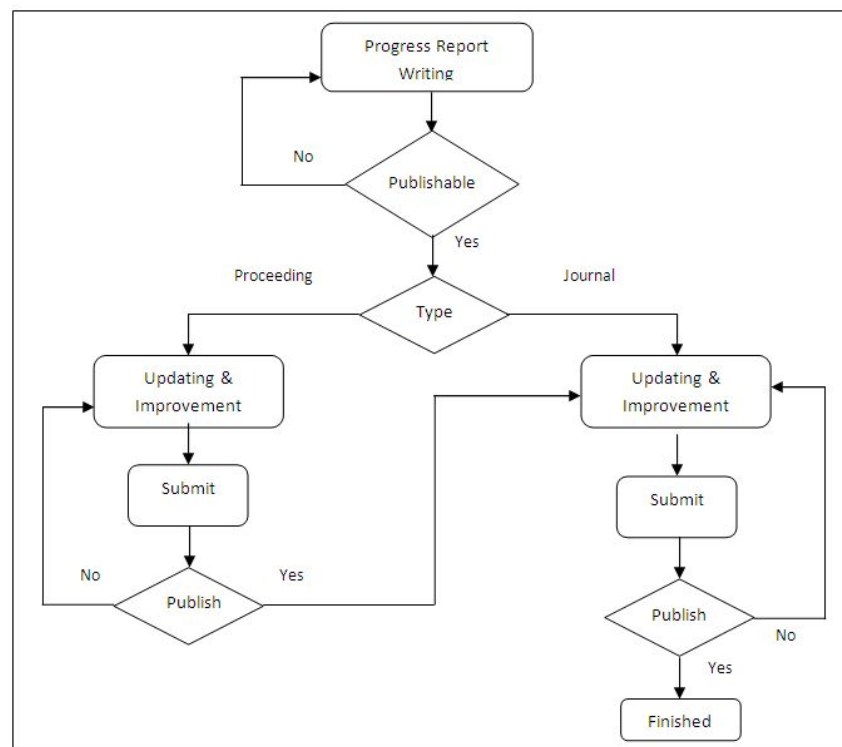 Progress Report
Writing
No
Publishable
Yes
Proceeding
Journal
Type
Updating &
Improvement
Updating &
Improvement
Submit
Submit
No
Yes
Publish
Publish
No
Yes
Finished